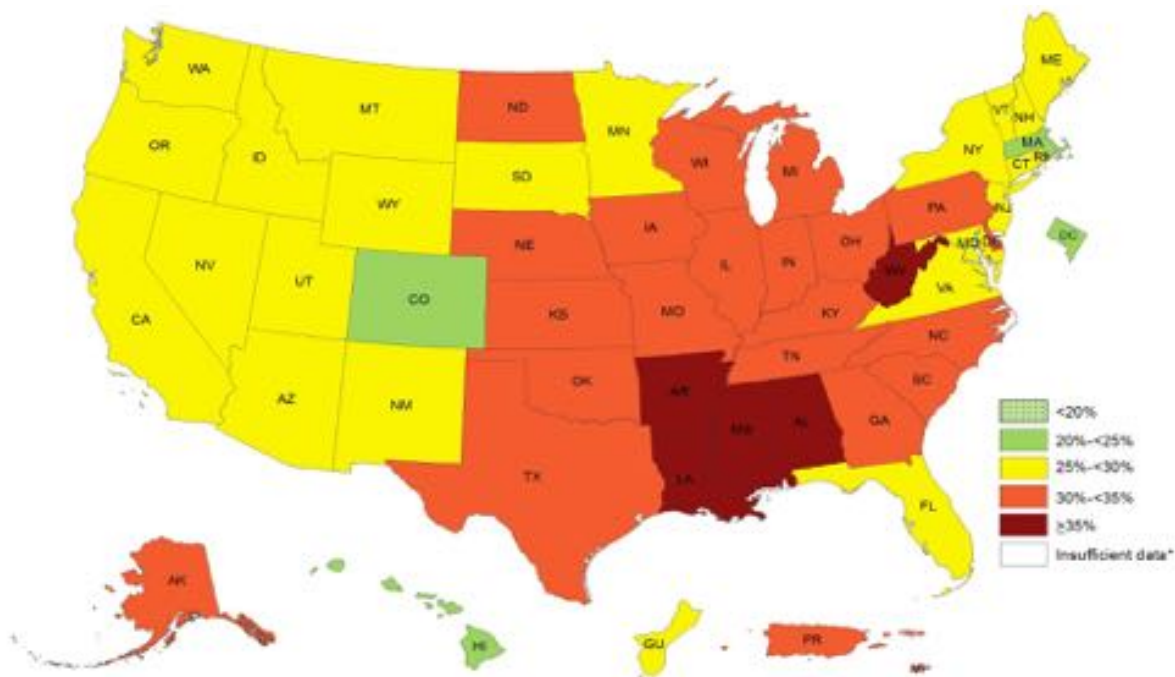 WA
MT
ND
MN
ME
VT
NH
OR
ID
SD
WI
MI
NY
MA
CT
RI
WY
IA
PA
NJ
NE
OH
MD
DE
DC
NV
UT
CO
IL
IN
WV
VA
CA
KS
MO
KY
NC
TN
AZ
NM
OK
AR
SC
MS
AL
GA
TX
LA
FL
<20%
20%-<25%
25%-<30%
30%-<35%
≥35%
Insufficient data*
AK
HI
GU
PR